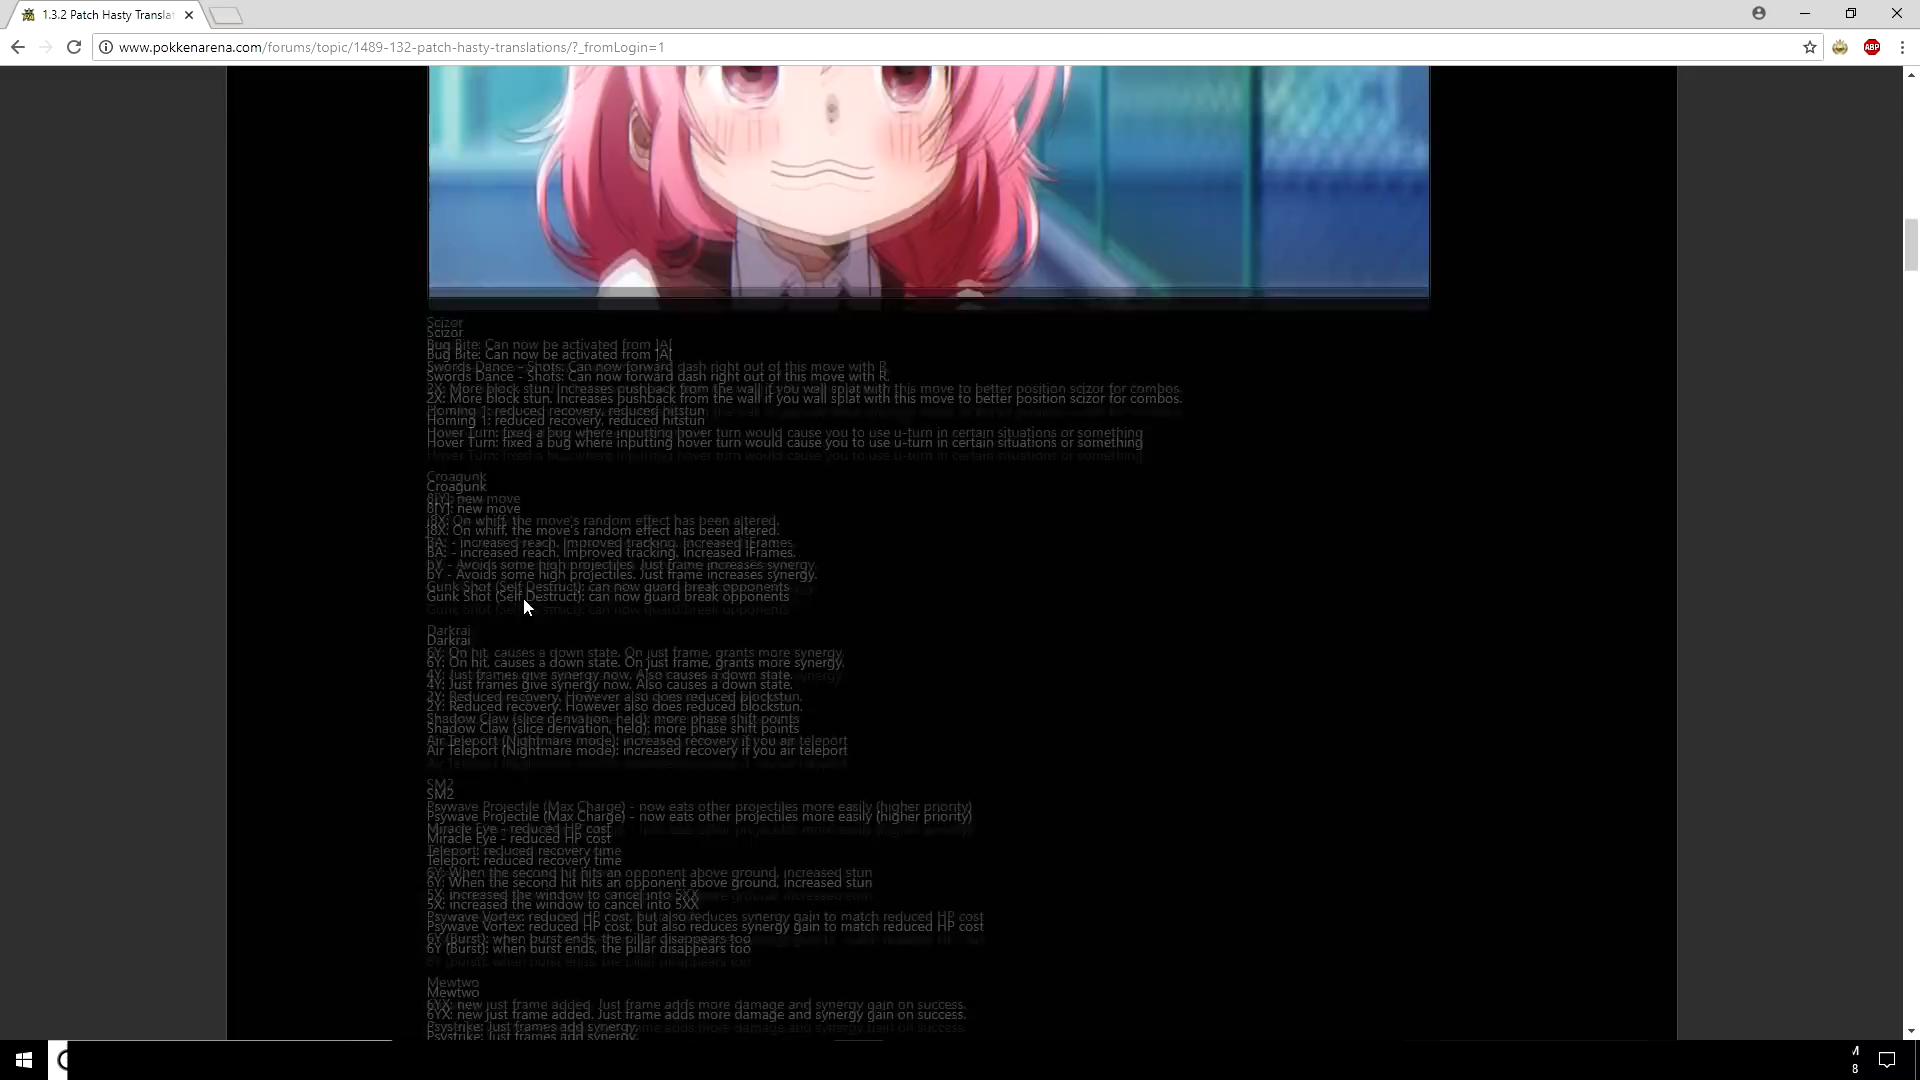 1.3.2 Patch Hasty Transla
www.pokkenarena.com/forums/topic/1489-132-patch-hasty-translations/?_fromLogin=1
ABP
Scizor
Bug Bite: Can now be activated from ]A[
Swords Dance - Shots: Can now forward dash right out of this move with R.
2X: More block stun. Increases pushback from the wall if you wall splat with this move to better position scizor for combos.
Homing 1: reduced recovery, reduced hitstun
Hover Turn: fixed a bug where inputting hover turn would cause you to use u-turn in certain situations or something
Croagunk
8[Y]: new move
j8X: On whiff, the move's random effect has been altered.
BA: - increased reach. Improved tracking. Increased iFrames.
bY - Avoids some high projectiles. Just frame increases synergy.
Gunk Shot (Self Destruct): can now guard break opponents
Darkrai
6Y: On hit, causes a down state. On just frame, grants more synergy.
4Y: Just frames give synergy now. Also causes a down state.
2Y: Reduced recovery. However also does reduced blockstun.
Shadow Claw (slice derivation, held): more phase shift points
Air Teleport (Nightmare mode): increased recovery if you air teleport
SM2
Psywave Projectile (Max Charge) - now eats other projectiles more easily (higher priority)
Miracle Eye - reduced HP cost
Teleport: reduced recovery time
6Y: When the second hit hits an opponent above ground, increased stun
5X: increased the window to cancel into 5XX
Psywave Vortex: reduced HP cost, but also reduces synergy gain to match reduced HP cost
6Y (Burst): when burst ends, the pillar disappears too
Mewtwo
6YX: new just frame added. Just frame adds more damage and synergy gain on success.
Psystrike: Just frames add synergy.